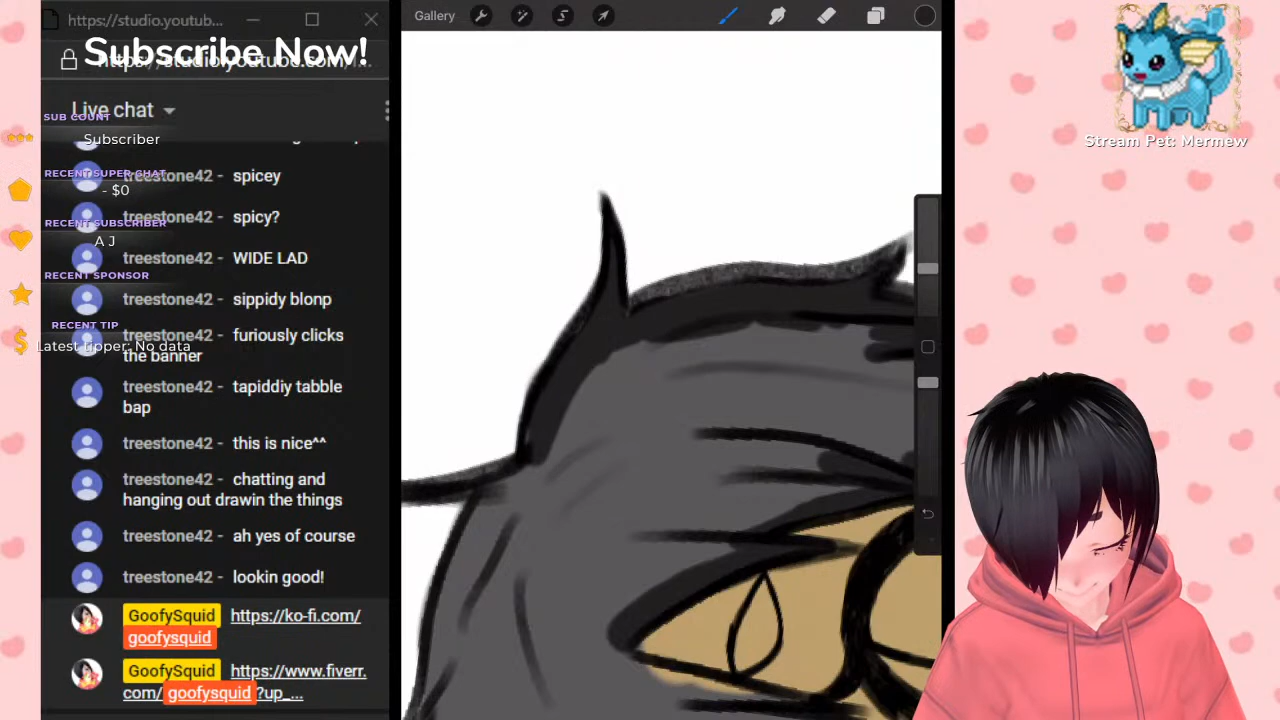 https://studio.youtub...
Subscribe Now!
https://studio.youtube.com/l...
Live chat
SUB COUNT
Subscriber
RECENT SUPER CHAT
- $0
RECENT SUBSCRIBER
A J
RECENT SPONSOR
RECENT TIP
Latest tipper: No data
treestone42 - spicey
treestone42 - spicy?
treestone42 - WIDE LAD
treestone42 - sippidy blonp
treestone42 - furiously clicks
the banner
treestone42 - tapiddiy tabble
bap
treestone42 - this is nice^^
treestone42 - chatting and
hanging out drawin the things
treestone42 - ah yes of course
treestone42 - lookin good!
GoofySquid https://ko-fi.com/
goofysquid
GoofySquid https://www.fiverr.
com/goofysquid?up_...
Gallery
Stream Pet: Mermew